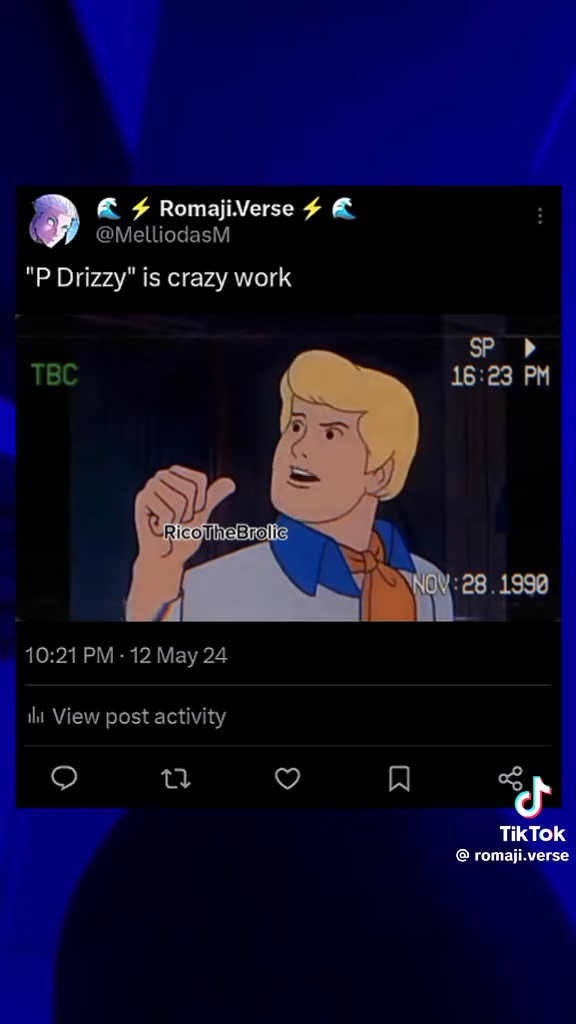 🌊 ⚡ Romaji.Verse ⚡ 🌊
@MelliodasM
"P Drizzy" is crazy work
TBC
SP
16:23 PM
RicoTheBrolic
NOV:28.1990
10:21 PM · 12 May 24
View post activity
TikTok
@ romaji.verse